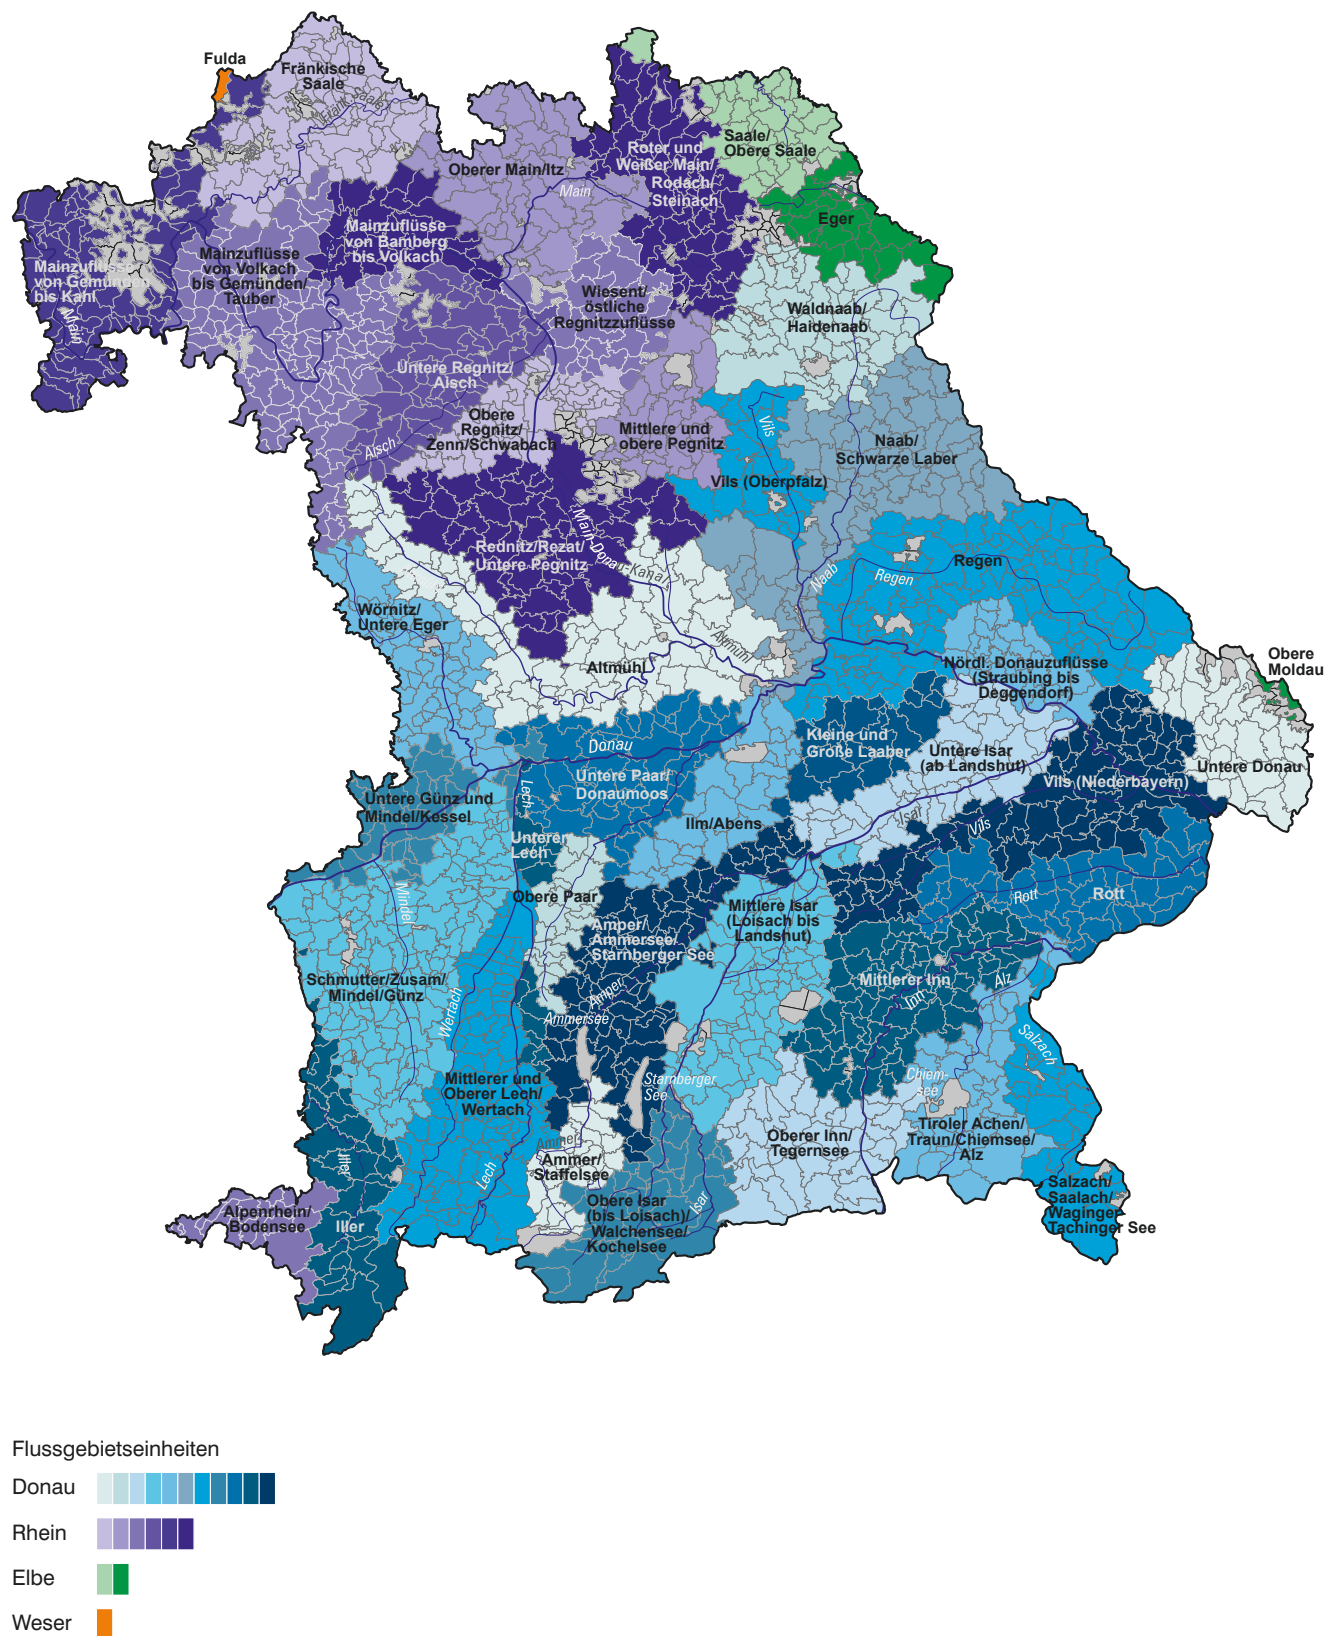 Fulda
Fränkische
Saale
Fränk. Saale
Saale/
Obere Saale
Roter und
Weißer Main/
Rodach/
Steinach
Oberer Main/Itz
Main
Eger
Mainzuflüsse
von Bamberg
bis Volkach
Mainzuflüsse
von Volkach
bis Gemünden/
Tauber
Mainzuflüsse
von Gemünden
bis Kahl
Main
Wiesent/
östliche
Regnitzzuflüsse
Waldnaab/
Haidenaab
Untere Regnitz/
Aisch
Obere
Regnitz/
Zenn/Schwabach
Aisch
Mittlere und
obere Pegnitz
Vils
Naab/
Schwarze Laber
Vils (Oberpfalz)
Rednitz/Rezat/
Untere Pegnitz
Main-Donau-Kanal
Naab
Regen
Regen
Wörnitz/
Untere Eger
Altmühl
Altmühl
Nördl. Donauzuflüsse
(Straubing bis
Deggendorf)
Obere
Moldau
Kleine und
Große Laaber
Untere Isar
(ab Landshut)
Untere Donau
Donau
Untere Paar/
Donaumoos
Vils (Niederbayern)
Lech
Untere Günz und
Mindel/Kessel
Ilm/Abens
Isar
Vils
Unterer
Lech
Obere Paar
Mindel
Rott
Rott
Mittlere Isar
(Loisach bis
Landshut)
Amper/
Ammersee/
Starnberger See
Schmutter/Zusam/
Mindel/Günz
Mittlerer Inn
Inn
Alz
Wertach
Amper
Ammersee
Salzach
Starnberger
See
Chiem-
see
Mittlerer und
Oberer Lech/
Wertach
Oberer Inn/
Tegernsee
Tiroler Achen/
Traun/Chiemsee/
Alz
Ammer
Ammer/
Staffelsee
Iller
Lech
Isar
Obere Isar
(bis Loisach)/
Walchensee/
Kochelsee
Salzach/
Saalach/
Waginger-
Tachinger See
Alpenrhein/
Bodensee
Iller
Flussgebietseinheiten
Donau
Rhein
Elbe
Weser